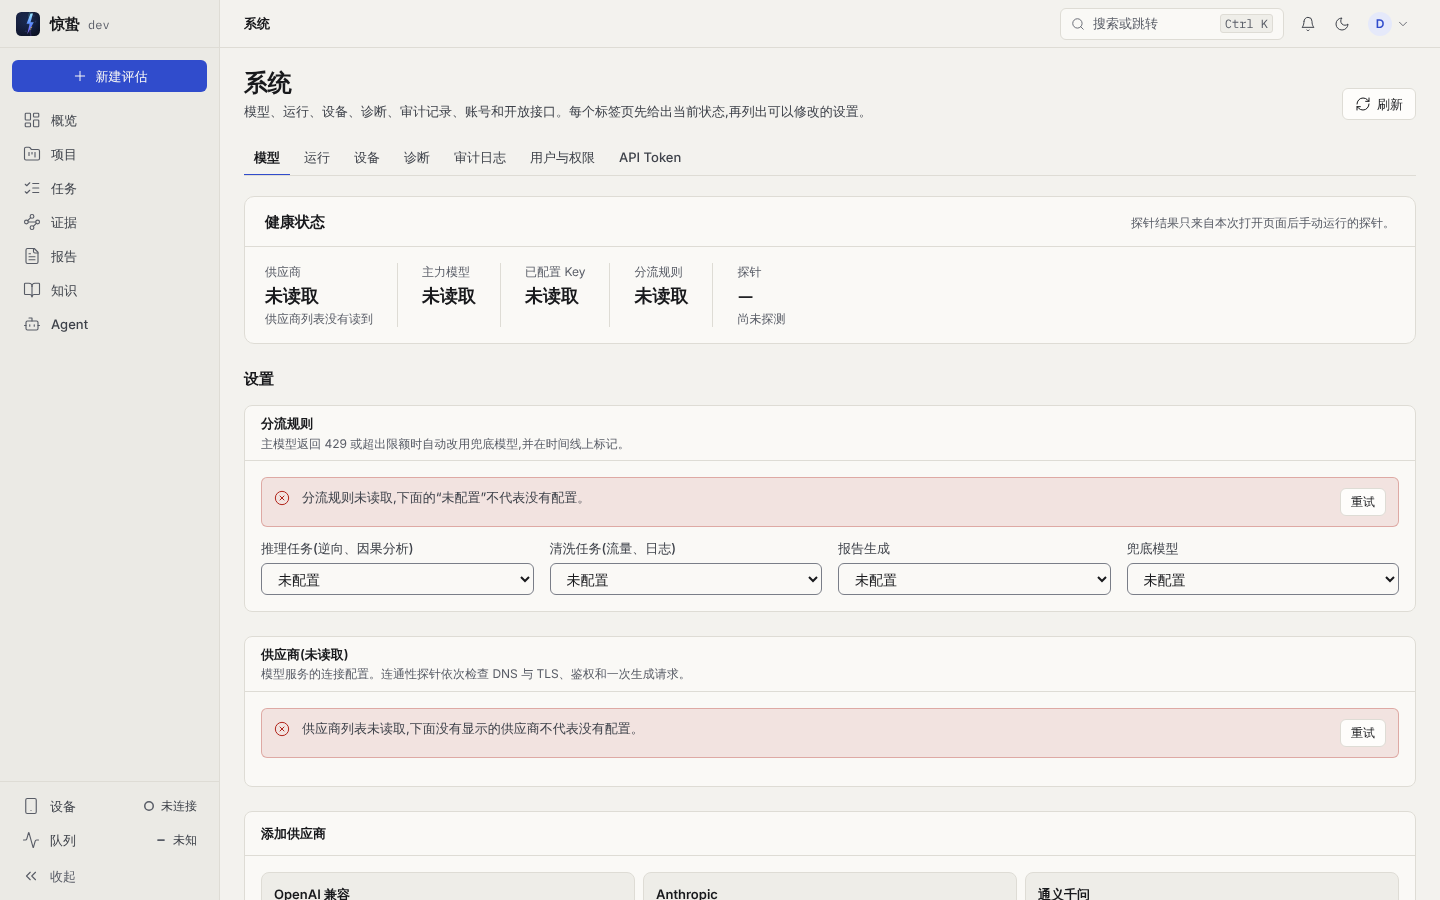 惊蛰 dev
系统
搜索或跳转 Ctrl K
D
新建评估
概览
项目
任务
证据
报告
知识
Agent
设备 未连接
队列 未知
收起
系统
模型、运行、设备、诊断、审计记录、账号和开放接口。每个标签页先给出当前状态,再列出可以修改的设置。
刷新
模型 运行 设备 诊断 审计日志 用户与权限 API Token
健康状态
探针结果只来自本次打开页面后手动运行的探针。
供应商
未读取
供应商列表没有读到
主力模型
未读取
已配置 Key
未读取
分流规则
未读取
探针
—
尚未探测
设置
分流规则
主模型返回 429 或超出限额时自动改用兜底模型,并在时间线上标记。
分流规则未读取,下面的“未配置”不代表没有配置。
重试
推理任务(逆向、因果分析) 清洗任务(流量、日志) 报告生成 兜底模型
未配置 未配置 未配置 未配置
供应商(未读取)
模型服务的连接配置。连通性探针依次检查 DNS 与 TLS、鉴权和一次生成请求。
供应商列表未读取,下面没有显示的供应商不代表没有配置。
重试
添加供应商
OpenAI 兼容 Anthropic 通义千问